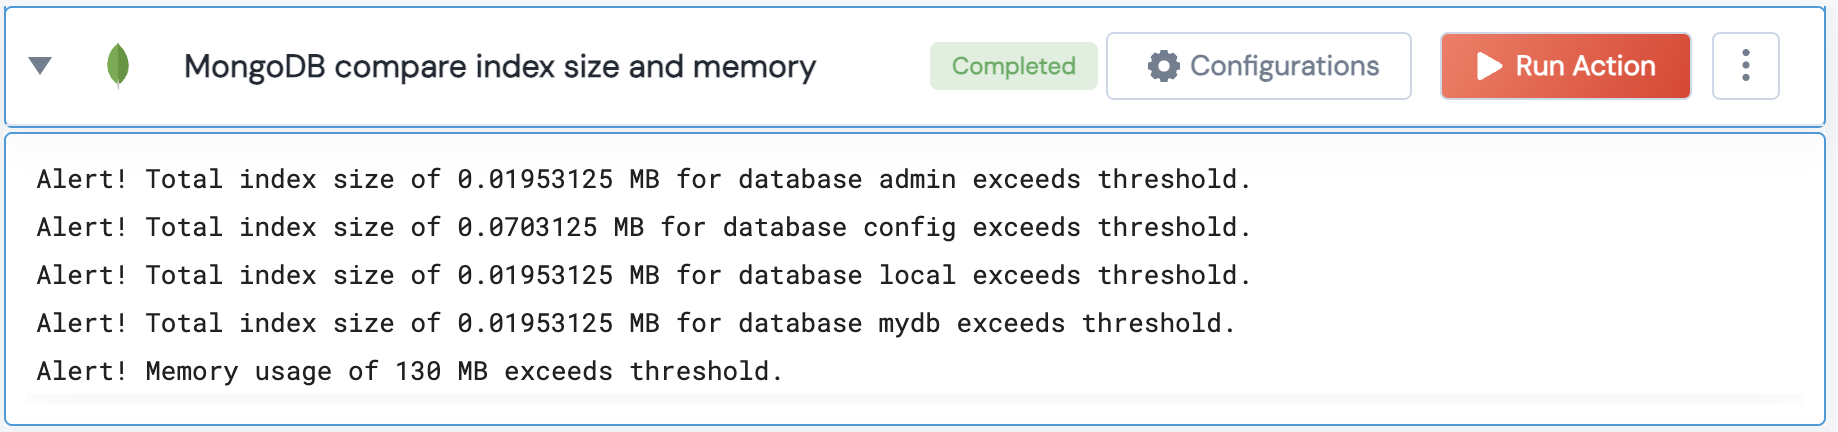 MongoDB compare index size and memory
Completed
Configurations
Run Action
Alert! Total index size of 0.01953125 MB for database admin exceeds threshold.
Alert! Total index size of 0.0703125 MB for database config exceeds threshold.
Alert! Total index size of 0.01953125 MB for database local exceeds threshold.
Alert! Total index size of 0.01953125 MB for database mydb exceeds threshold.
Alert! Memory usage of 130 MB exceeds threshold.